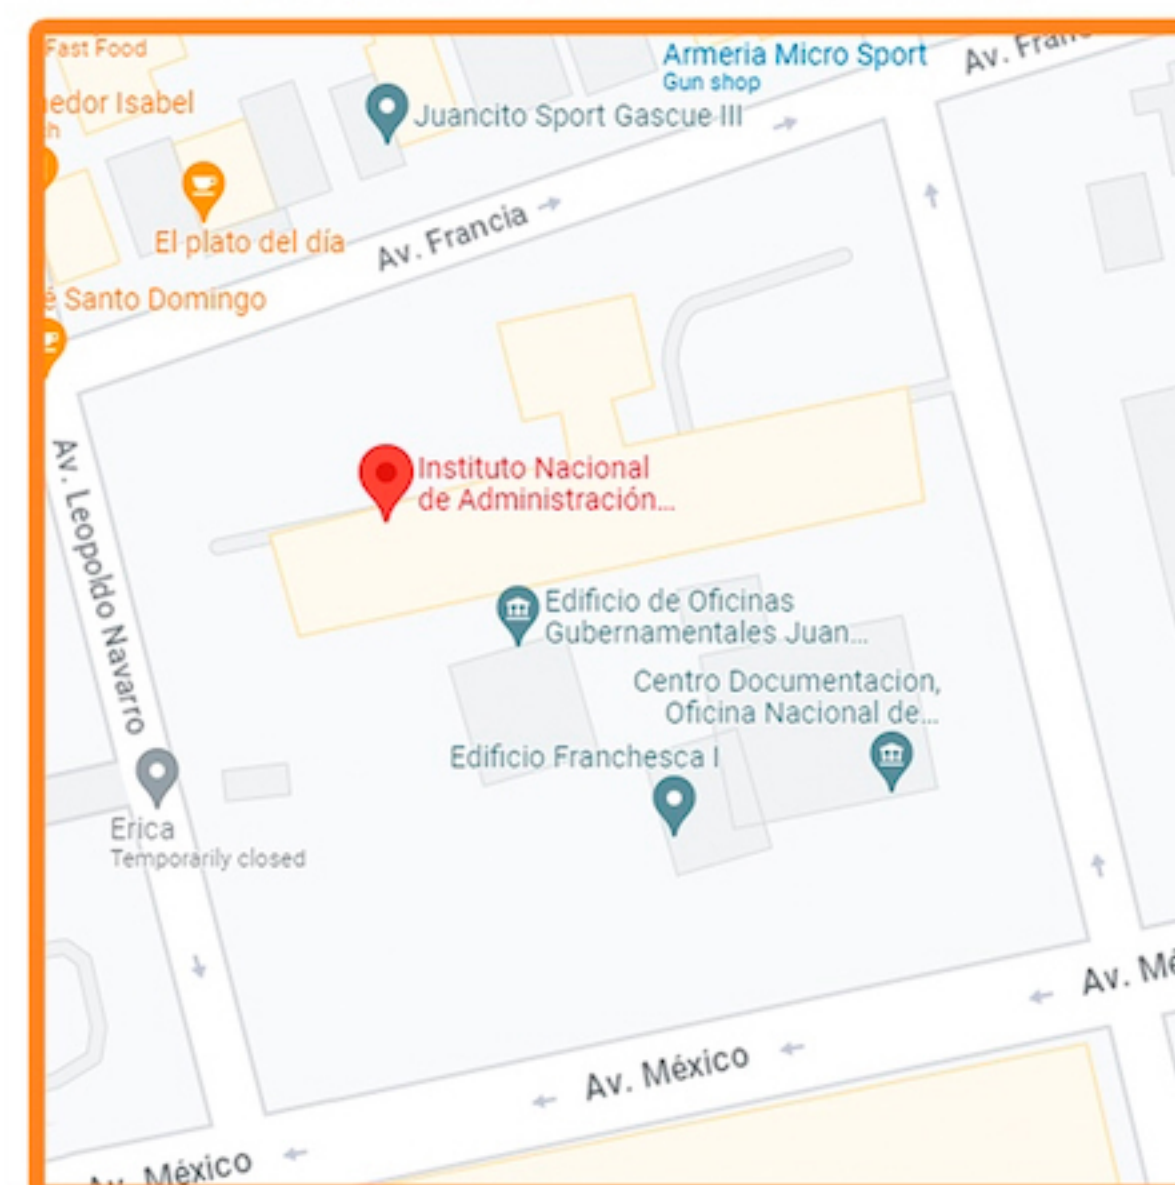 Fast Food
Armeria Micro Sport
Gun shop
Av. Fran
edor Isabel
Juancito Sport Gascue III
El plato del día
Av. Francia
é Santo Domingo
Av. Leopoldo Navarro
Instituto Nacional
de Administración...
Edificio de Oficinas
Gubernamentales Juan...
Centro Documentacion,
Oficina Nacional de...
Edificio Franchesca I
Erica
Temporarily closed
Av. Mé
Av. México
Av. México